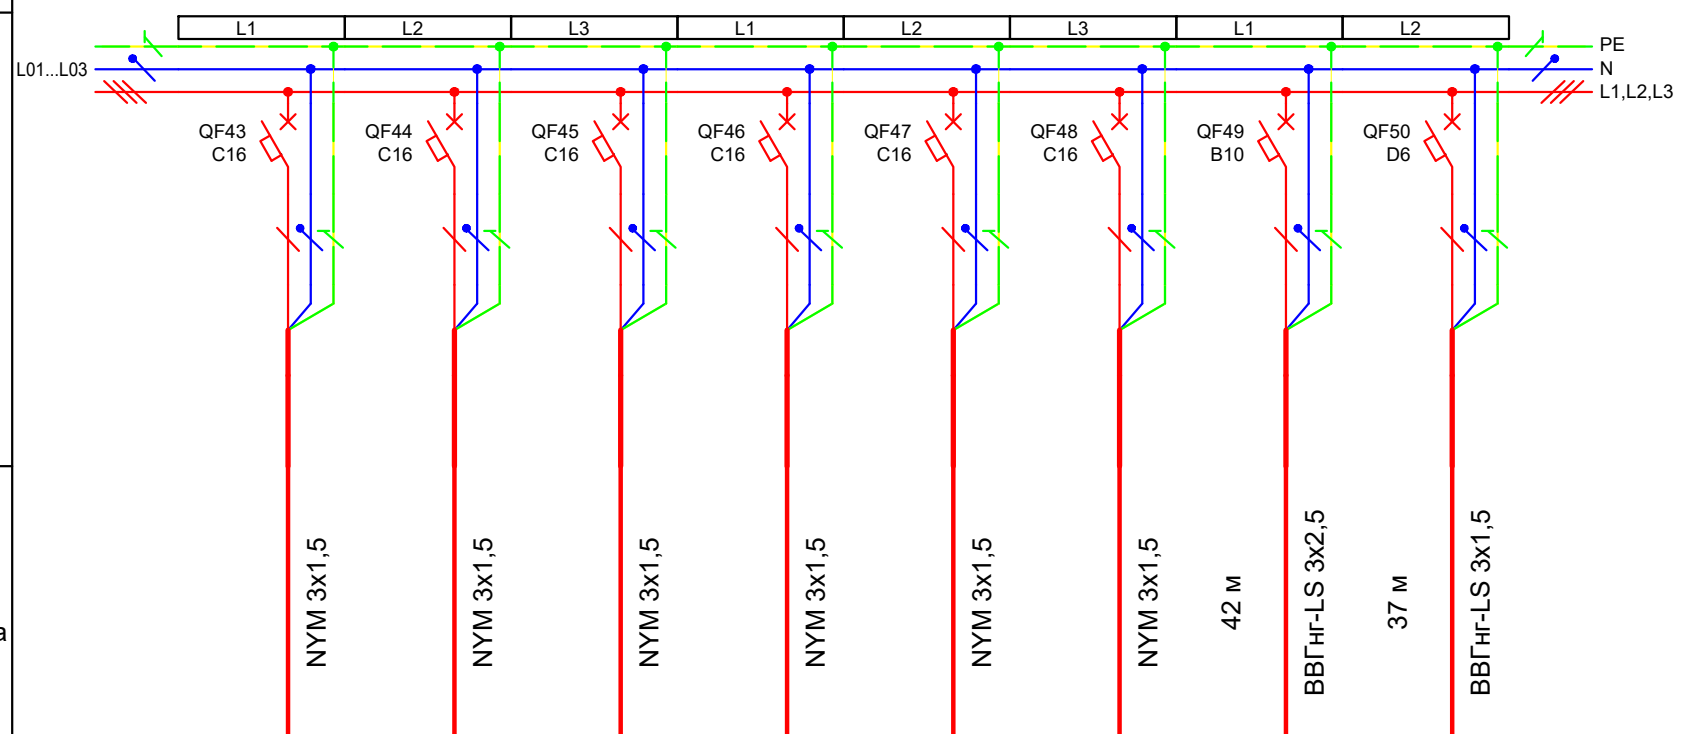 L1 L2 L3 L1 L2 L3 L1 L2
PE
L01...L03
N
L1,L2,L3
QF43 QF44 QF45 QF46 QF47 QF48 QF49 QF50
C16 C16 C16 C16 C16 C16 B10 D6
NYM 3x1,5
NYM 3x1,5
NYM 3x1,5
NYM 3x1,5
NYM 3x1,5
NYM 3x1,5
42 м
ВВГнг-LS 3x2,5
37 м
ВВГнг-LS 3x1,5
а